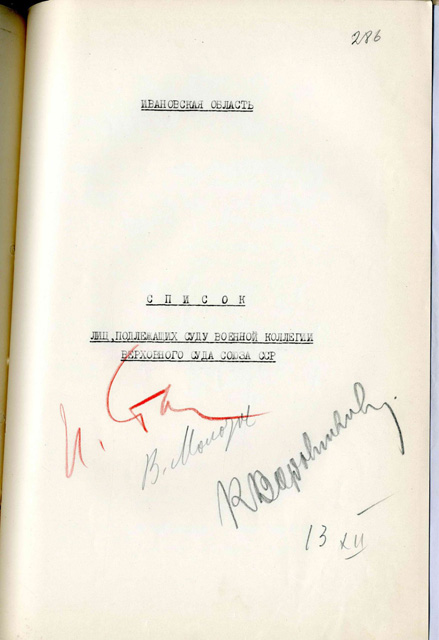 286
ИВАНОВСКАЯ ОБЛАСТЬ
С П И С О К
ЛИЦ, ПОДЛЕЖАЩИХ СУДУ ВОЕННОЙ КОЛЛЕГИИ
ВЕРХОВНОГО СУДА СОЮЗА ССР
И. Ст
В. Молотов
К Ворошилов
13 XII